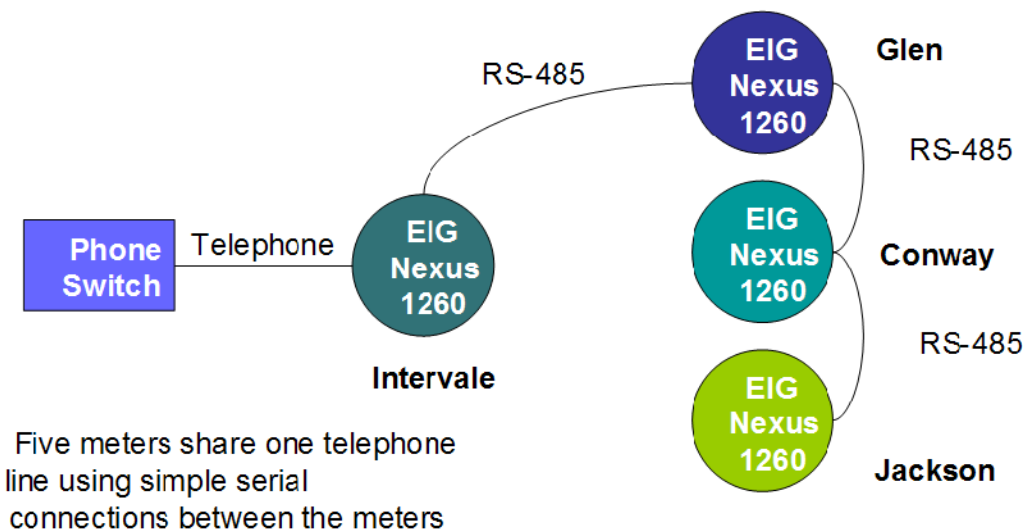 Glen
EIG
Nexus
1260
RS-485
RS-485
Phone
Switch
Telephone
EIG
Nexus
1260
Intervale
EIG
Nexus
1260
Conway
RS-485
EIG
Nexus
1260
Jackson
Five meters share one telephone
line using simple serial
connections between the meters